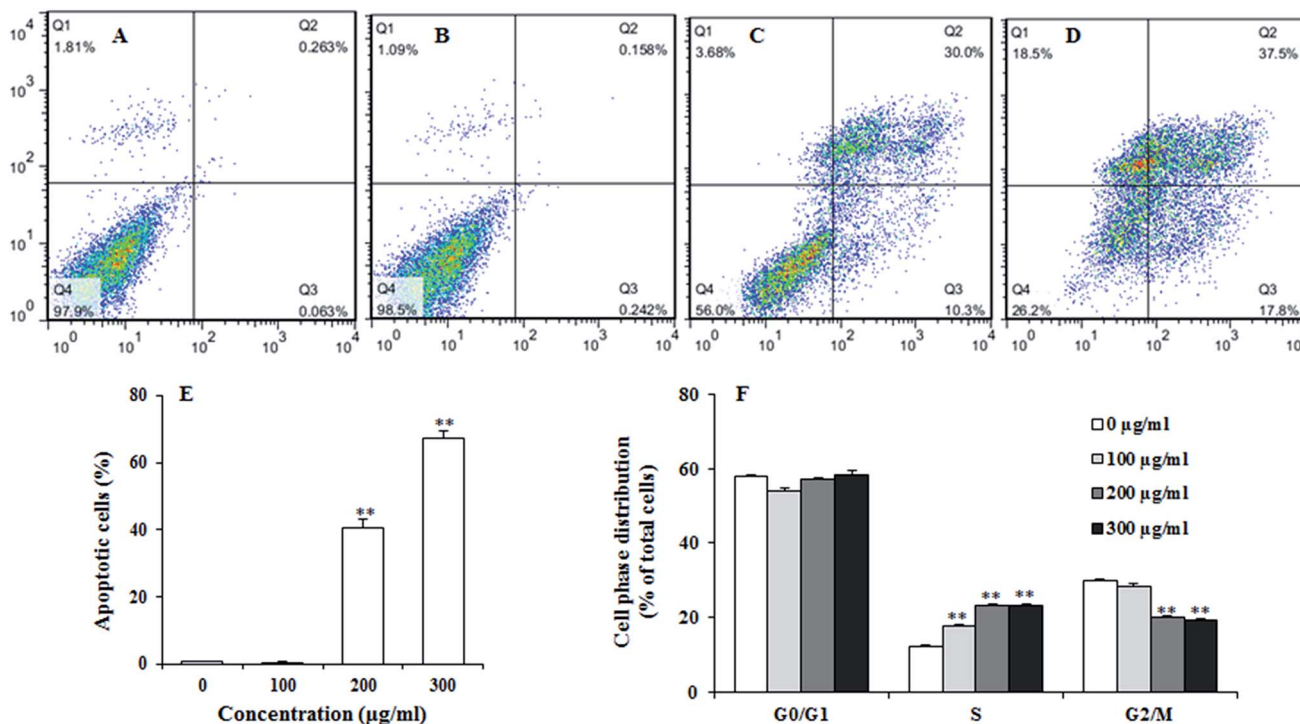 A
Q1
1.81%
Q2
0.263%
Q4
97.9%
Q3
0.063%
10^4
10^3
10^2
10^1
10^0
10^0 10^1 10^2 10^3 10^4
B
Q1
1.09%
Q2
0.158%
Q4
98.5%
Q3
0.242%
10^0 10^1 10^2 10^3 10^4
C
Q1
3.68%
Q2
30.0%
Q4
56.0%
Q3
10.3%
10^0 10^1 10^2 10^3 10^4
D
Q1
18.5%
Q2
37.5%
Q4
26.2%
Q3
17.8%
10^0 10^1 10^2 10^3 10^4
E
Apoptotic cells (%)
80
60
40
20
0
**
**
0 100 200 300
Concentration (µg/ml)
F
Cell phase distribution
(% of total cells)
80
60
40
20
0
0 µg/ml
100 µg/ml
200 µg/ml
300 µg/ml
** ** **
** **
G0/G1 S G2/M